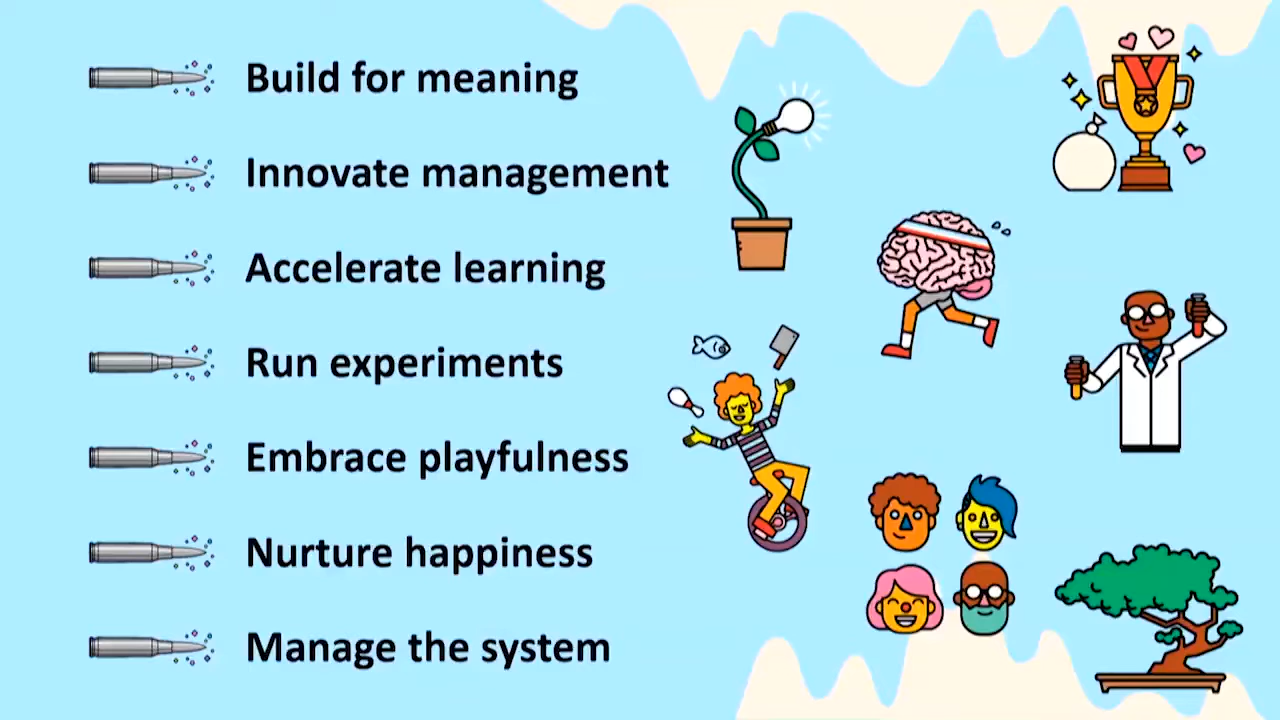 Build for meaning
Innovate management
Accelerate learning
Run experiments
Embrace playfulness
Nurture happiness
Manage the system